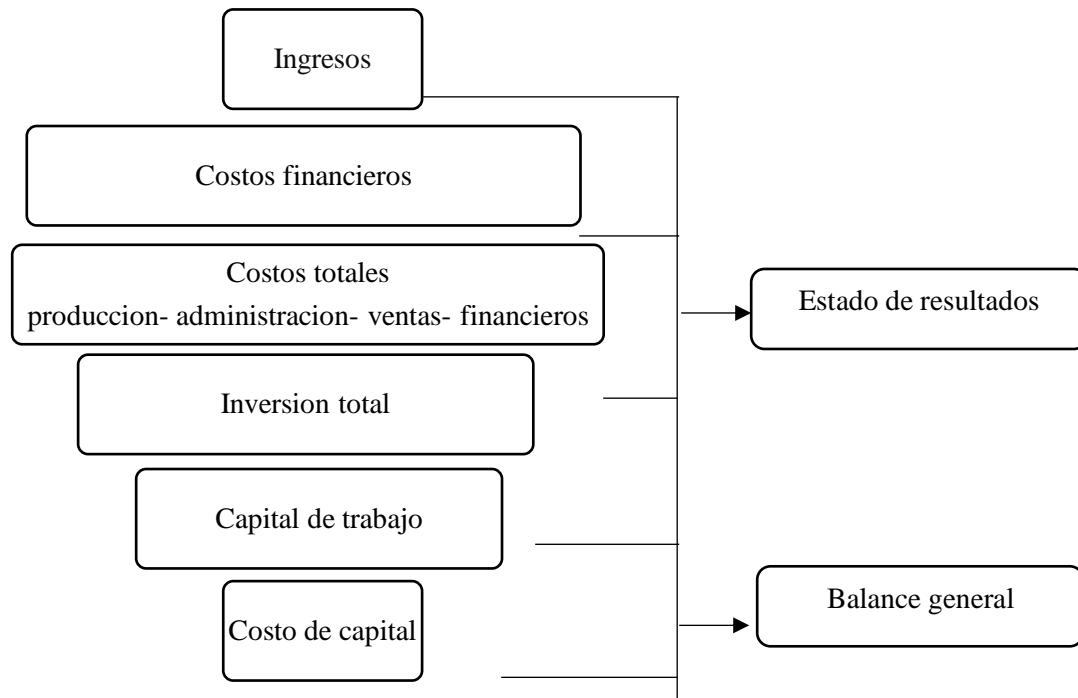 Ingresos
Costos financieros
Costos totales
produccion- administracion- ventas- financieros
Estado de resultados
Inversion total
Capital de trabajo
Balance general
Costo de capital